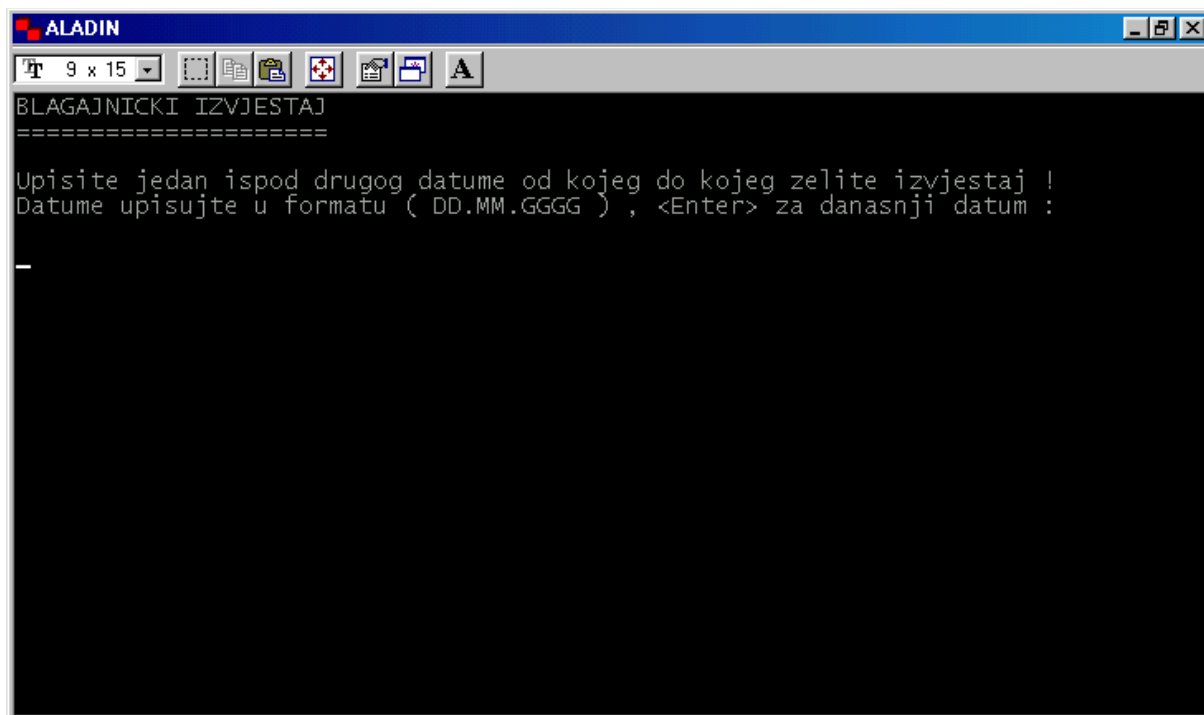 ALADIN
9 x 15
A
BLAGAJNICKI IZVJESTAJ
=====================
Upisite jedan ispod drugog datume od kojeg do kojeg zelite izvjestaj !
Datume upisujte u formatu ( DD.MM.GGGG ) , <Enter> za danasnji datum :